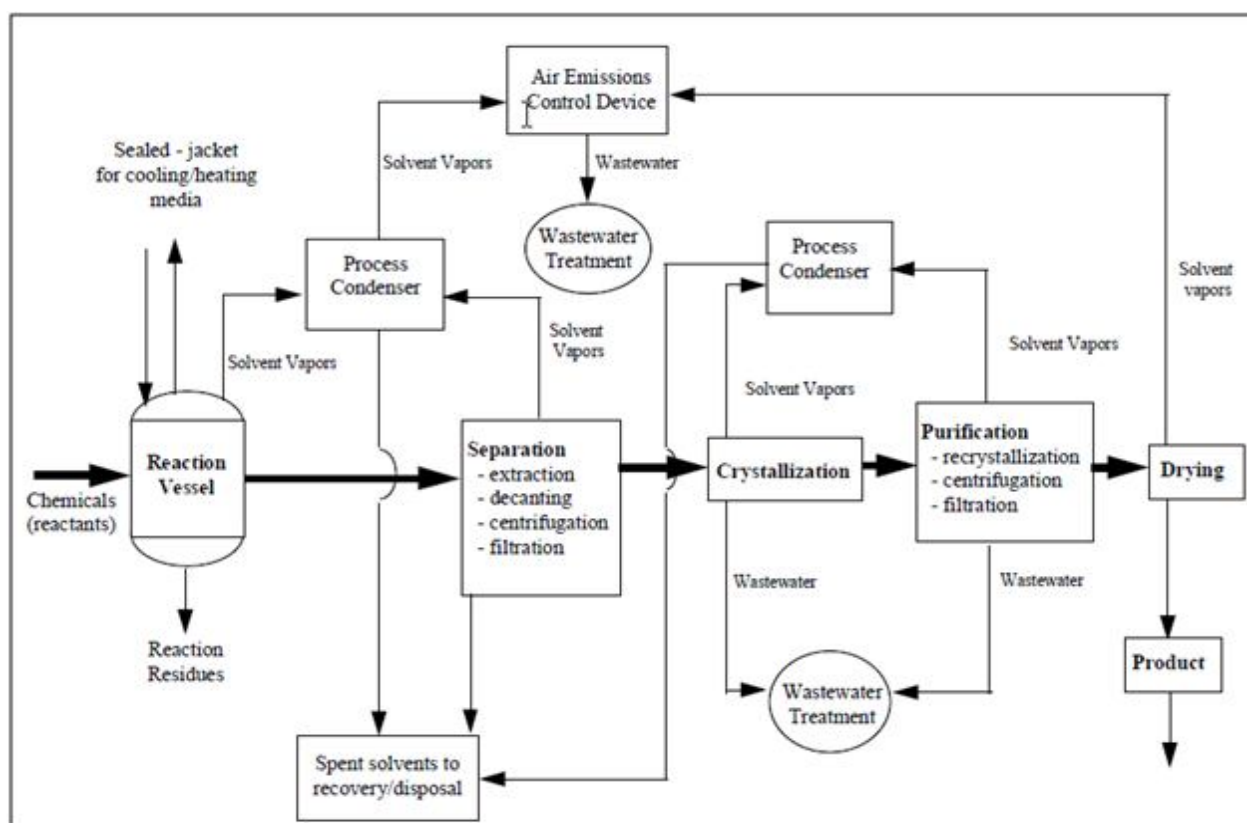 Air Emissions
Control Device
Sealed - jacket
for cooling/heating
media
Solvent Vapors
Wastewater
Wastewater
Treatment
Process
Condenser
Process
Condenser
Solvent
vapors
Solvent Vapors
Solvent
Vapors
Solvent Vapors
Solvent Vapors
Chemicals
(reactants)
Reaction
Vessel
Separation
- extraction
- decanting
- centrifugation
- filtration
Crystallization
Purification
- recrystallization
- centrifugation
- filtration
Drying
Wastewater
Wastewater
Reaction
Residues
Product
Wastewater
Treatment
Spent solvents to
recovery/disposal